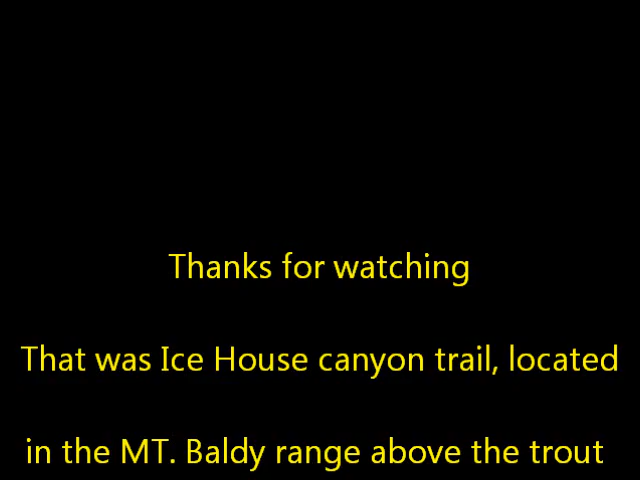 Thanks for watching
That was Ice House canyon trail, located
in the MT. Baldy range above the trout